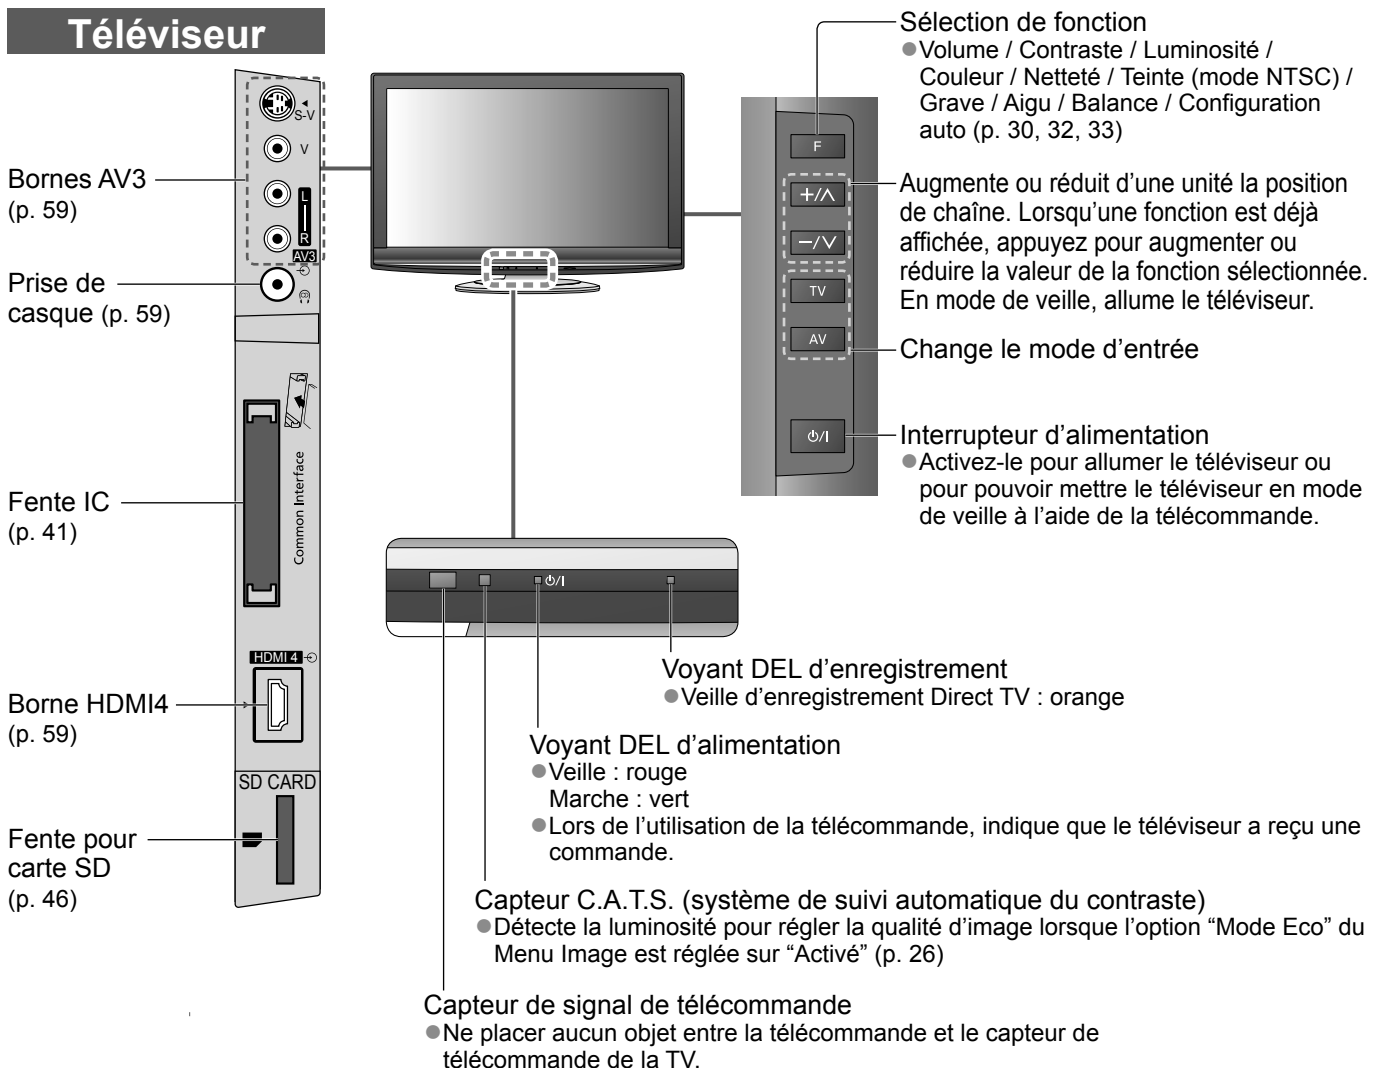 Téléviseur
S-V
V
L
R
AV3
Bornes AV3
(p. 59)
Prise de
casque (p. 59)
Common Interface
Fente IC
(p. 41)
HDMI 4
Borne HDMI4
(p. 59)
SD CARD
Fente pour
carte SD
(p. 46)
F
+/∧
−/∨
TV
AV
⏻/I
Sélection de fonction
●Volume / Contraste / Luminosité /
Couleur / Netteté / Teinte (mode NTSC) /
Grave / Aigu / Balance / Configuration
auto (p. 30, 32, 33)
Augmente ou réduit d’une unité la position
de chaîne. Lorsqu’une fonction est déjà
affichée, appuyez pour augmenter ou
réduire la valeur de la fonction sélectionnée.
En mode de veille, allume le téléviseur.
Change le mode d’entrée
Interrupteur d’alimentation
●Activez-le pour allumer le téléviseur ou
pour pouvoir mettre le téléviseur en mode
de veille à l’aide de la télécommande.
⏻/I
Voyant DEL d’enregistrement
●Veille d’enregistrement Direct TV : orange
Voyant DEL d’alimentation
●Veille : rouge
Marche : vert
●Lors de l’utilisation de la télécommande, indique que le téléviseur a reçu une
commande.
Capteur C.A.T.S. (système de suivi automatique du contraste)
●Détecte la luminosité pour régler la qualité d’image lorsque l’option “Mode Eco” du
Menu Image est réglée sur “Activé” (p. 26)
Capteur de signal de télécommande
●Ne placer aucun objet entre la télécommande et le capteur de
télécommande de la TV.